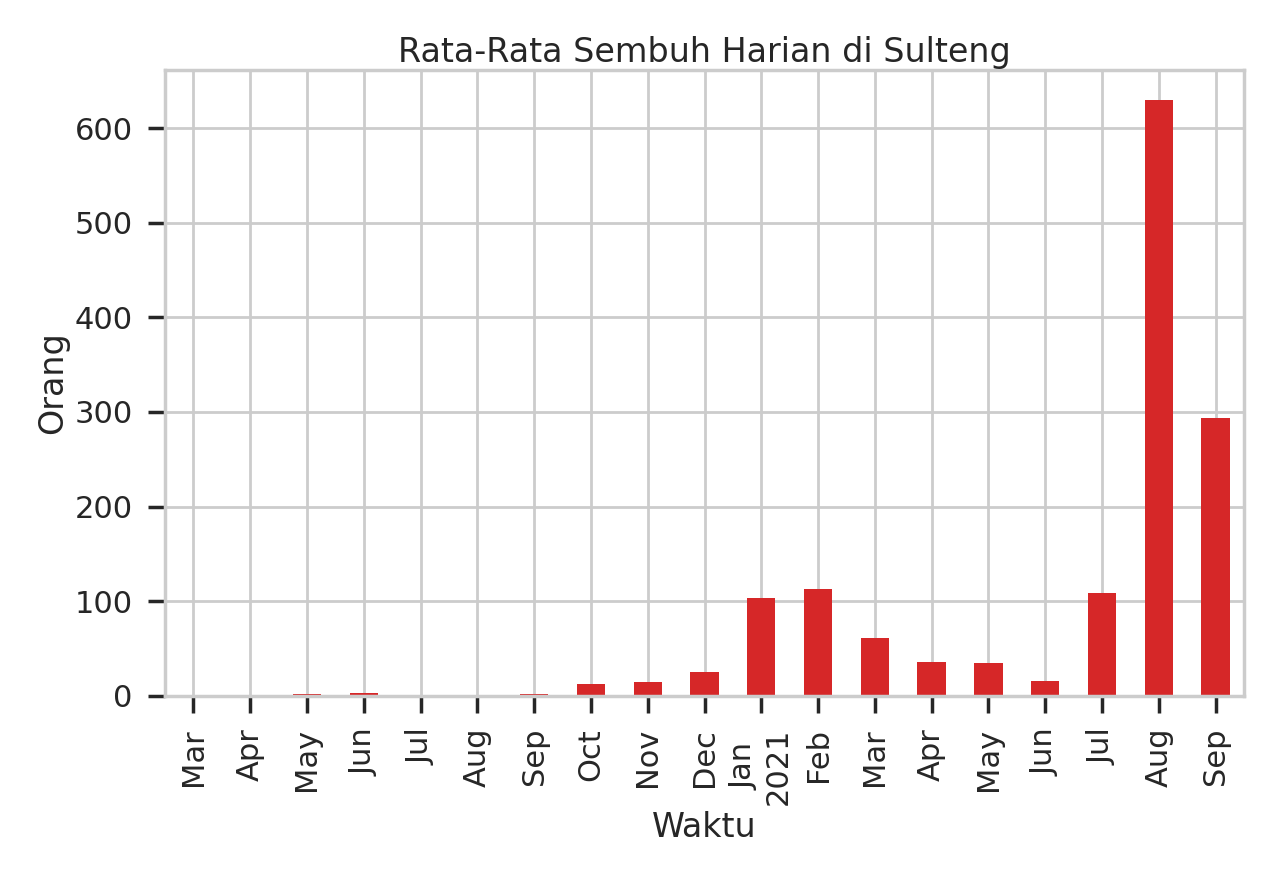 Rata-Rata Sembuh Harian di Sulteng
600
500
400
300
200
100
0
Orang
Mar
Apr
May
Jun
Jul
Aug
Sep
Oct
Nov
Dec
Jan
2021
Feb
Mar
Apr
May
Jun
Jul
Aug
Sep
Waktu